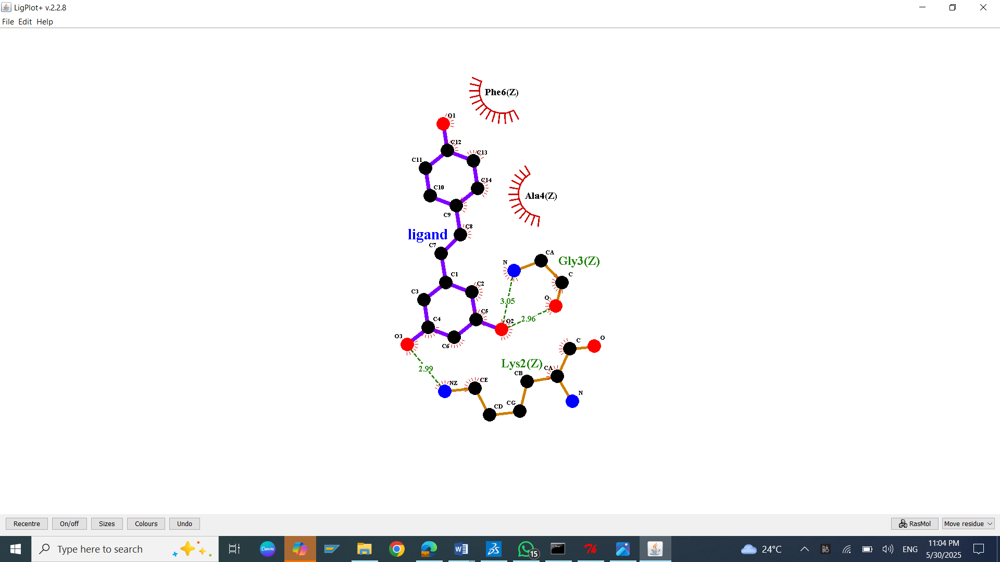 LigPlot+ v.2.2.8
File Edit Help
Phe6(Z)
O1
C12
C13
C11
C14
C10
Ala4(Z)
C9
C8
ligand
C7
CA
Gly3(Z)
N
C1
C
C2
C3
O
3.05
C5
C4
2.96
O2
O3
C6
C
O
Lys2(Z)
CA
2.99
CB
NZ
CE
N
CG
CD
Recentre On/off Sizes Colours Undo RasMol Move residue
Type here to search
Canva
15
24°C
ENG
11:04 PM
5/30/2025